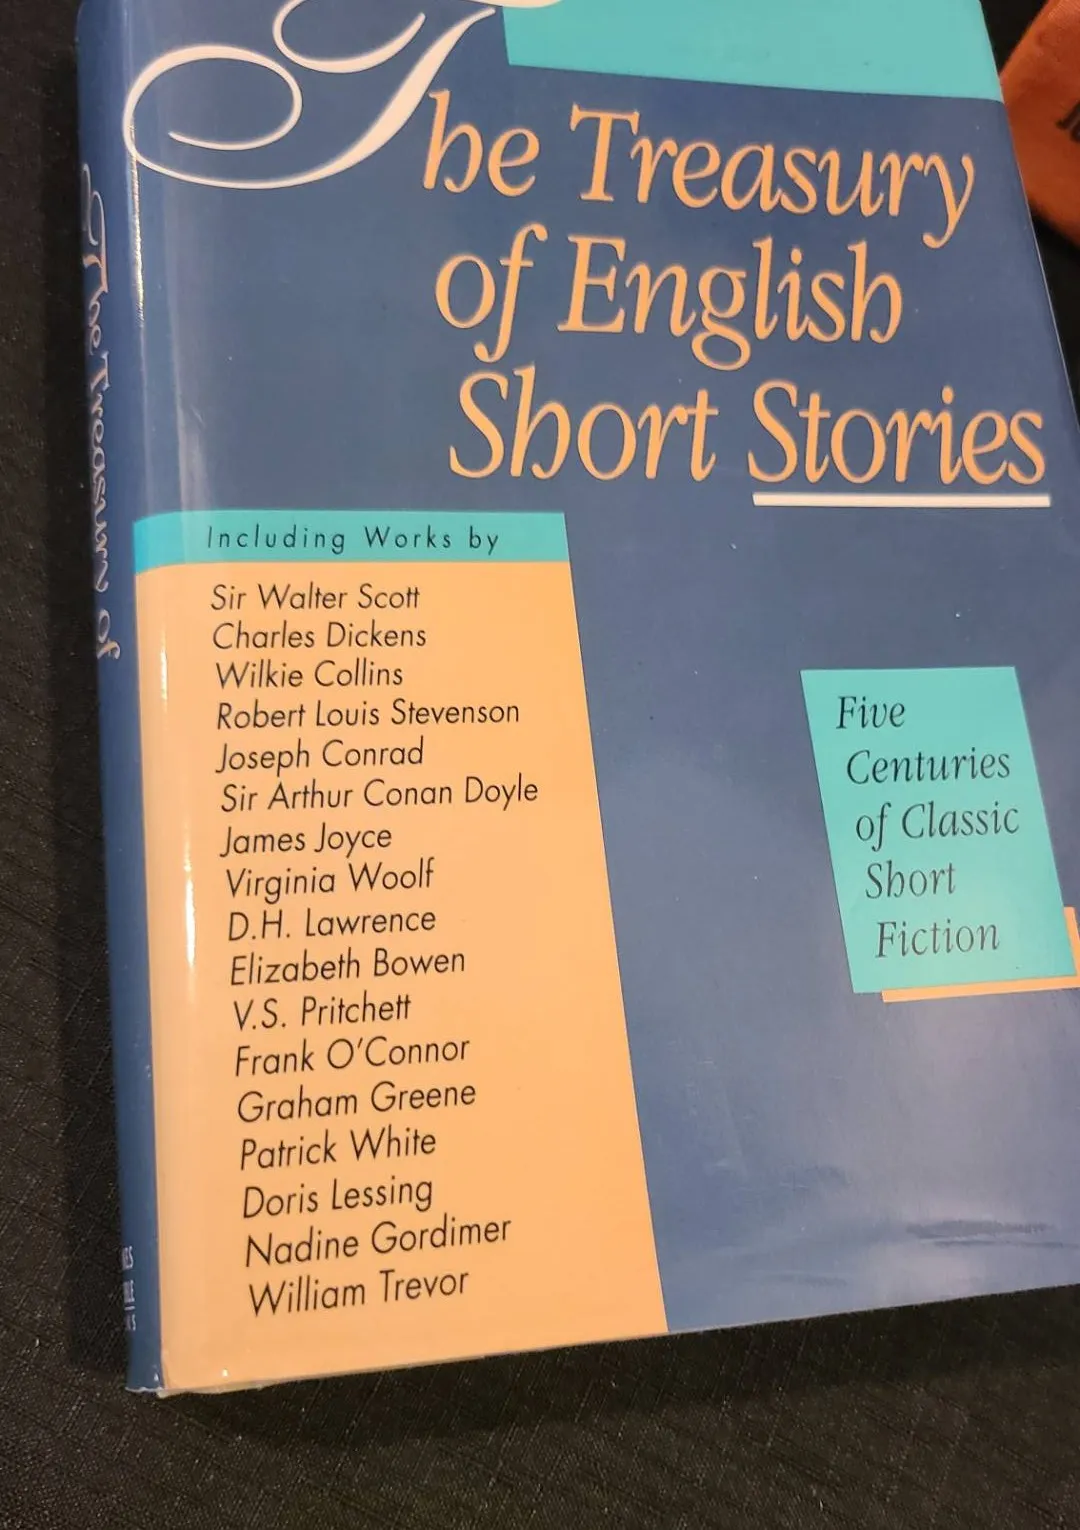 The Treasury
of English
Short Stories
Including Works by
Sir Walter Scott
Charles Dickens
Wilkie Collins
Robert Louis Stevenson
Joseph Conrad
Sir Arthur Conan Doyle
James Joyce
Virginia Woolf
D.H. Lawrence
Elizabeth Bowen
V.S. Pritchett
Frank O'Connor
Graham Greene
Patrick White
Doris Lessing
Nadine Gordimer
William Trevor
Five
Centuries
of Classic
Short
Fiction
The Treasury of